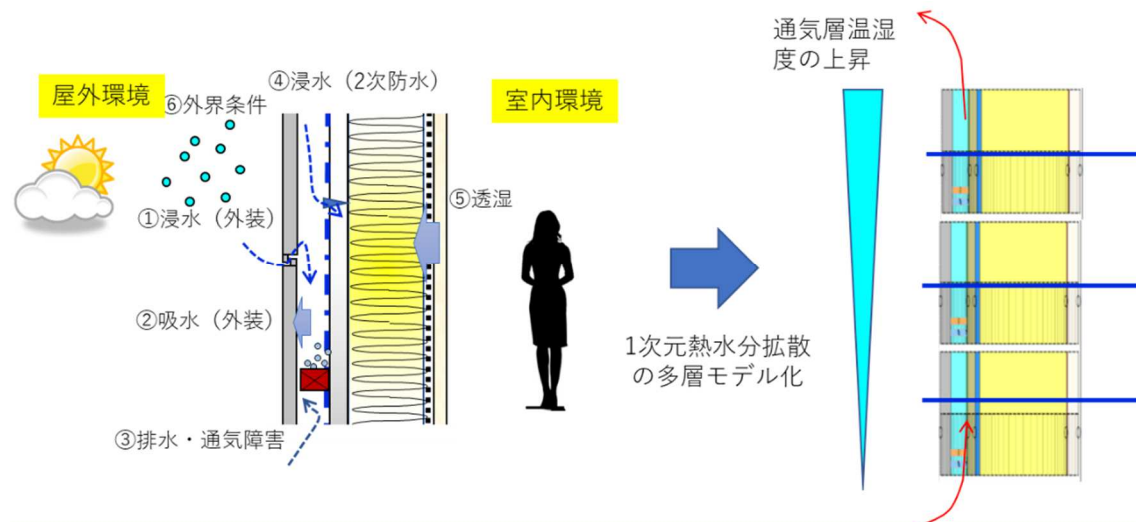 屋外環境
⑥外界条件
④浸水（2次防水）
室内環境
①浸水（外装）
⑤透湿
②吸水（外装）
③排水・通気障害
1次元熱水分拡散
の多層モデル化
通気層温湿
度の上昇